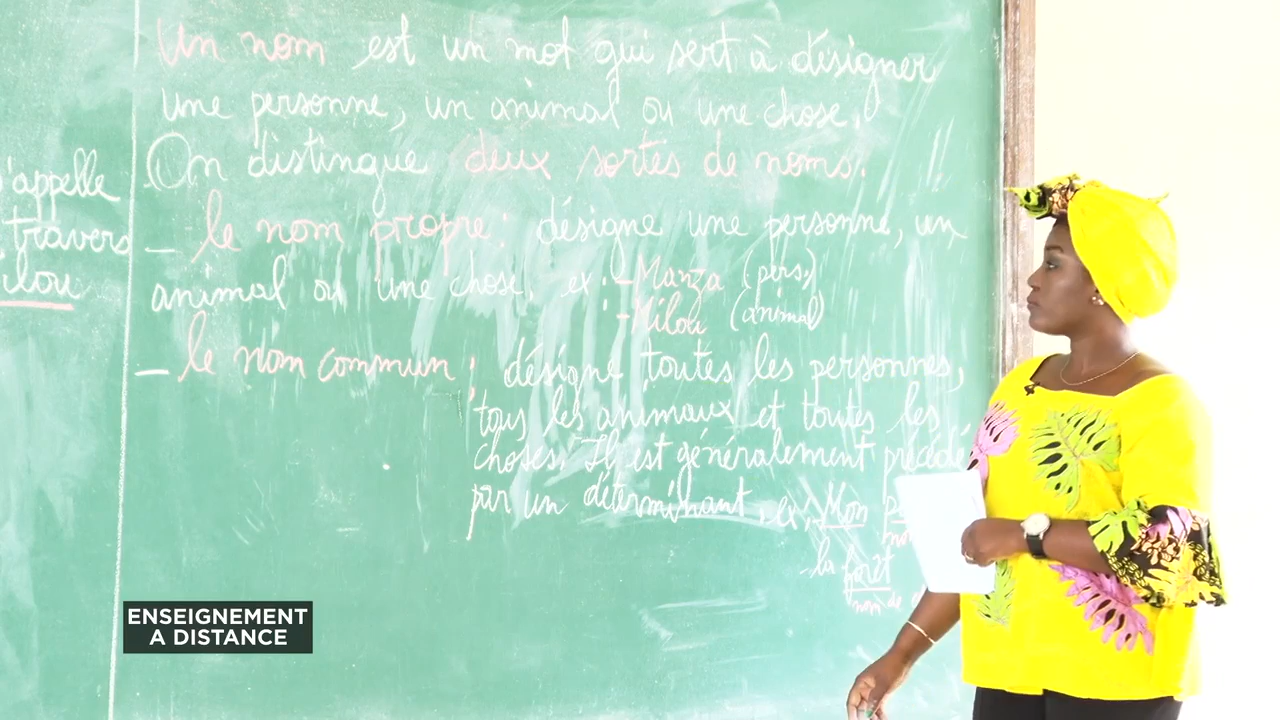 Un nom est un mot qui sert à désigner
une personne, un animal ou une chose.
On distingue deux sortes de noms.
_ le nom propre : désigne une personne, un
animal ou une chose, ex : - Manza (pers.)
- Milou (animal)
_ le nom commun : désigne toutes les personnes,
tous les animaux et toutes les
choses. Il est généralement précédé
par un déterminant, ex : Mon
- la forêt
nom de
s'appelle
travers
ilou
ENSEIGNEMENT
A DISTANCE